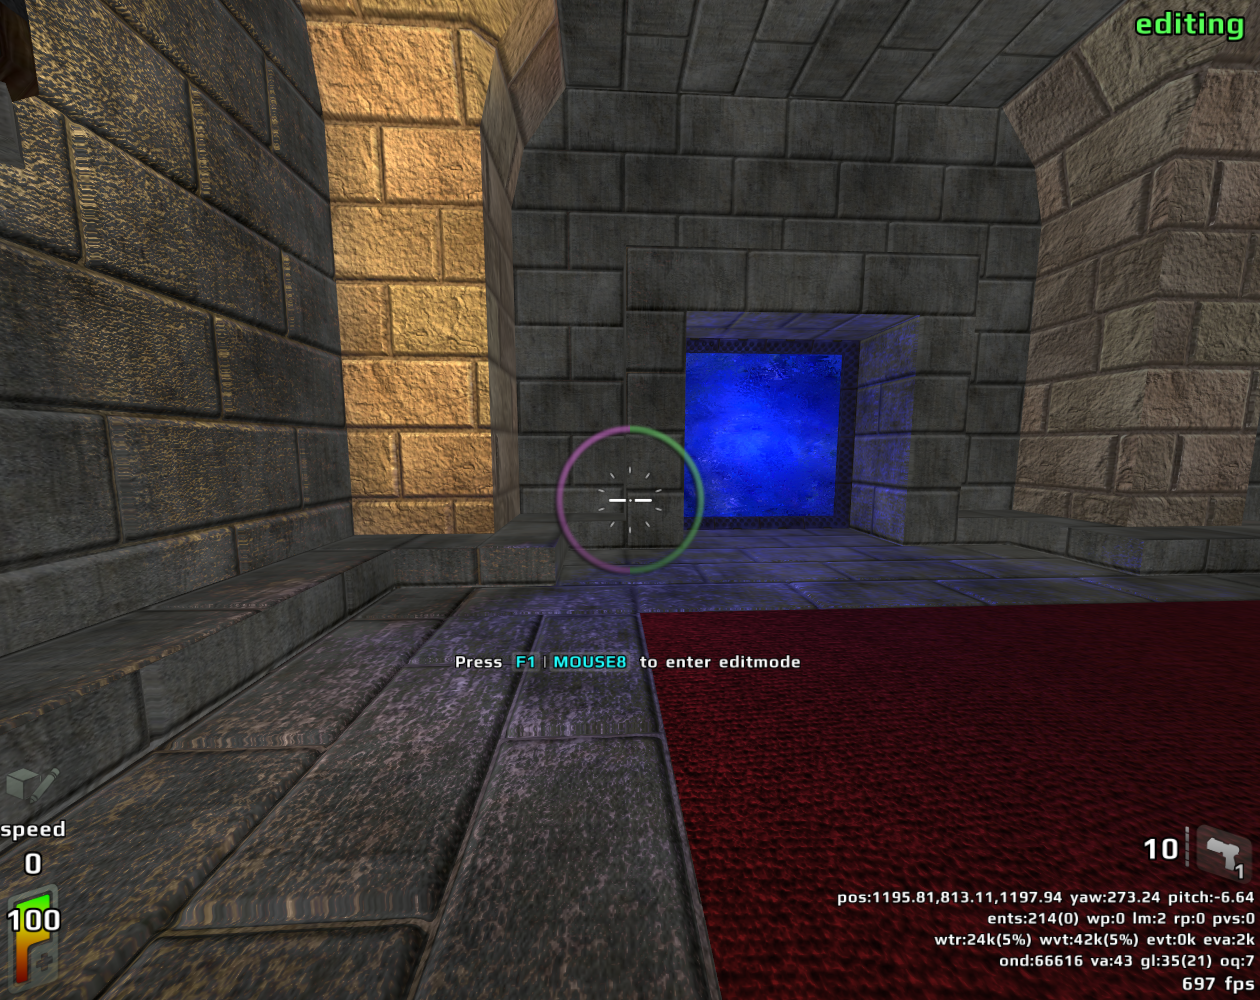 editing
Press F1 | MOUSE8 to enter editmode
speed
0
100
10
1
pos:1195.81,813.11,1197.94 yaw:273.24 pitch:-6.64
ents:214(0) wp:0 lm:2 rp:0 pvs:0
wtr:24k(5%) wvt:42k(5%) evt:0k eva:2k
ond:66616 va:43 gl:35(21) oq:7
697 fps